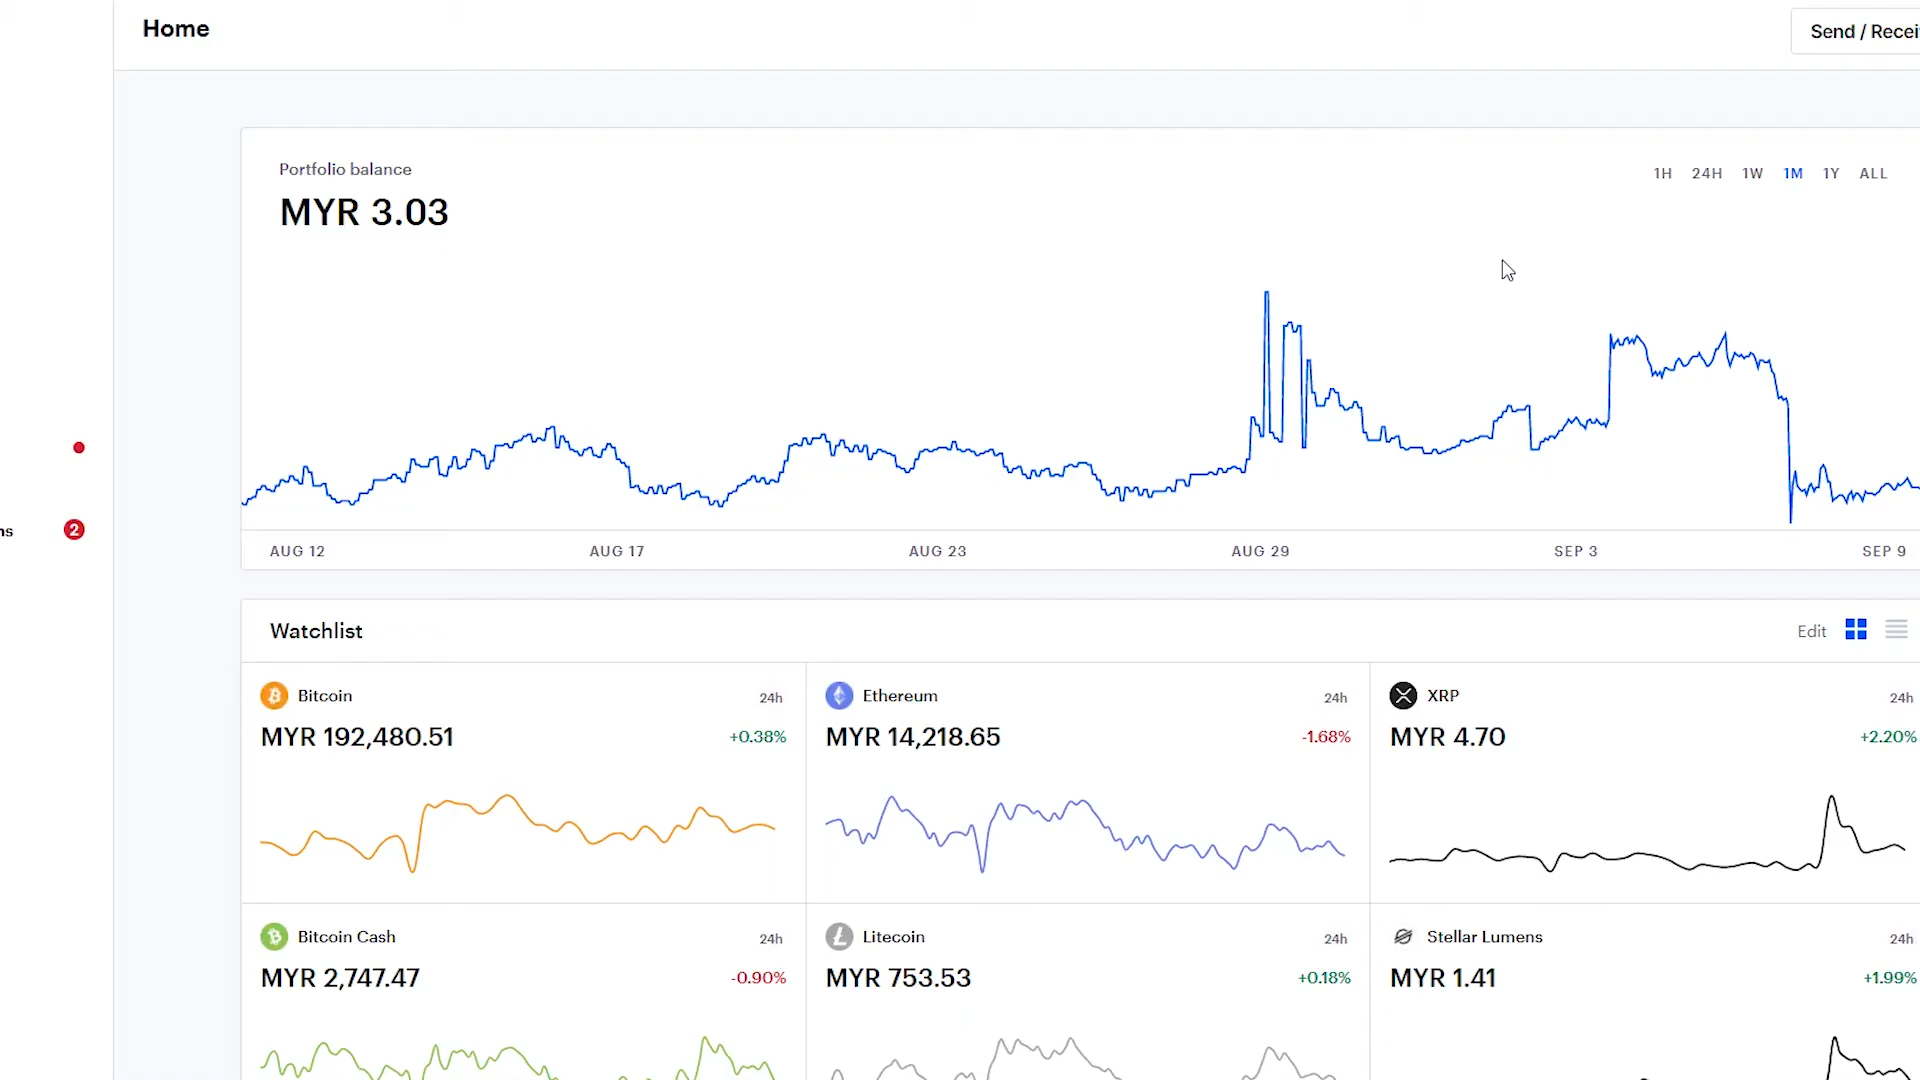 Home
Send / Recei
Portfolio balance
MYR 3.03
1H 24H 1W 1M 1Y ALL
ns 2
AUG 12 AUG 17 AUG 23 AUG 29 SEP 3 SEP 9
Watchlist
Edit
Bitcoin 24h
MYR 192,480.51 +0.38%
Ethereum 24h
MYR 14,218.65 -1.68%
XRP 24h
MYR 4.70 +2.20%
Bitcoin Cash 24h
MYR 2,747.47 -0.90%
Litecoin 24h
MYR 753.53 +0.18%
Stellar Lumens 24h
MYR 1.41 +1.99%